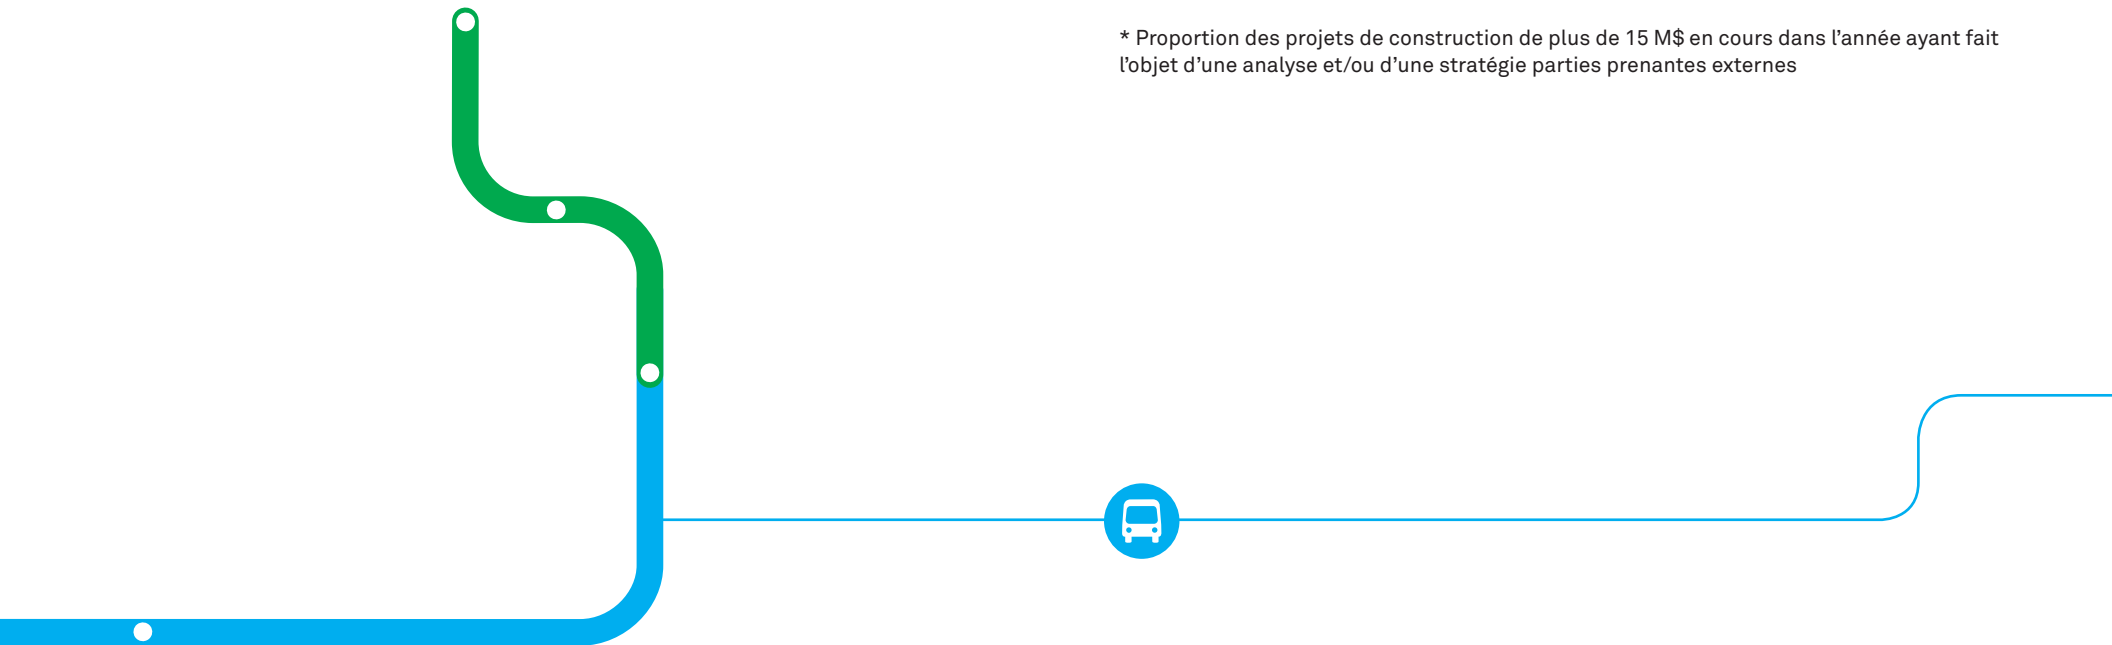 * Proportion des projets de construction de plus de 15 M$ en cours dans l’année ayant fait
l’objet d’une analyse et/ou d’une stratégie parties prenantes externes